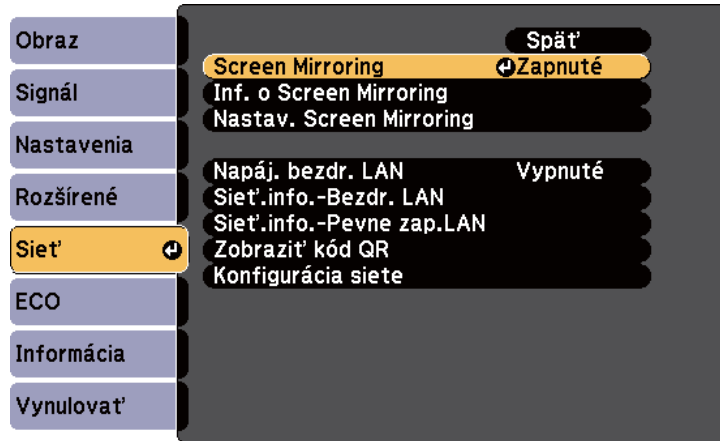 Obraz
Signál
Nastavenia
Rozšírené
Sieť
ECO
Informácia
Vynulovať
Späť
Screen Mirroring Zapnuté
Inf. o Screen Mirroring
Nastav. Screen Mirroring
Napáj. bezdr. LAN Vypnuté
Sieť.info.-Bezdr. LAN
Sieť.info.-Pevne zap.LAN
Zobraziť kód QR
Konfigurácia siete